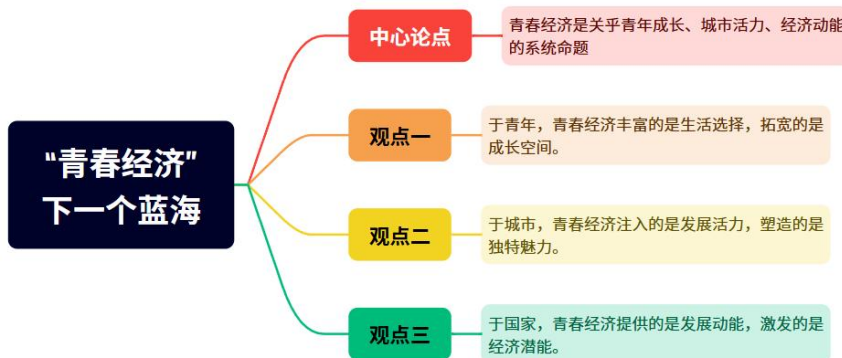 “青春经济”
下一个蓝海
中心论点
青春经济是关乎青年成长、城市活力、经济动能
的系统命题
观点一
于青年，青春经济丰富的是生活选择，拓宽的是
成长空间。
观点二
于城市，青春经济注入的是发展活力，塑造的是
独特魅力。
观点三
于国家，青春经济提供的是发展动能，激发的是
经济潜能。